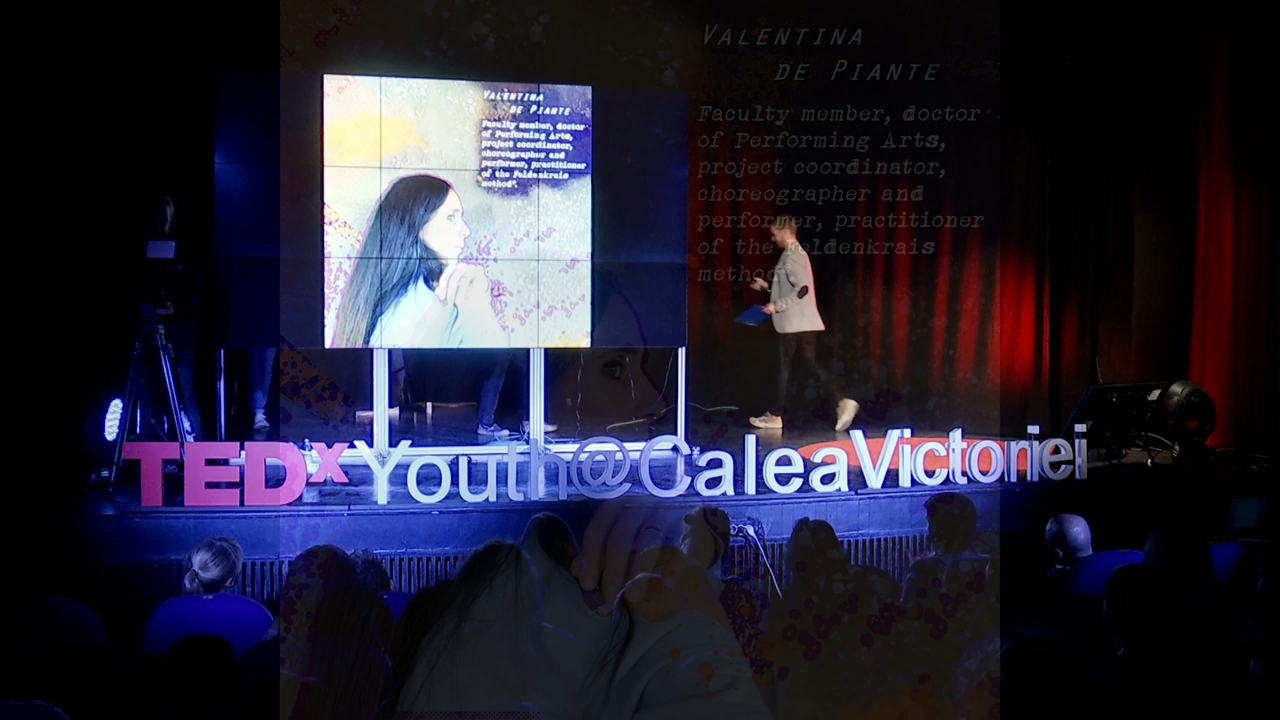 VALENTINA
DE PIANTE
Faculty member, doctor
of Performing Arts,
project coordinator,
choreographer and
performer, practitioner
of the Feldenkrais
method".
VALENTINA
DE PIANTE
Faculty member, doctor
of Performing Arts,
project coordinator,
choreographer and
performer, practitioner
of the Feldenkrais
method
TEDxYouth@CaleaVictoriei